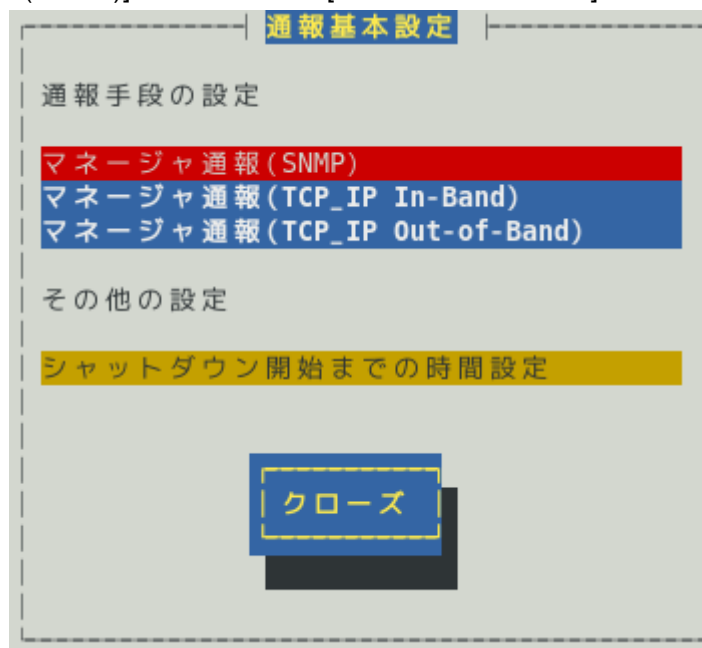 通報基本設定
通報手段の設定
マネージャ通報(SNMP)
マネージャ通報(TCP_IP In-Band)
マネージャ通報(TCP_IP Out-of-Band)
その他の設定
シャットダウン開始までの時間設定
クローズ